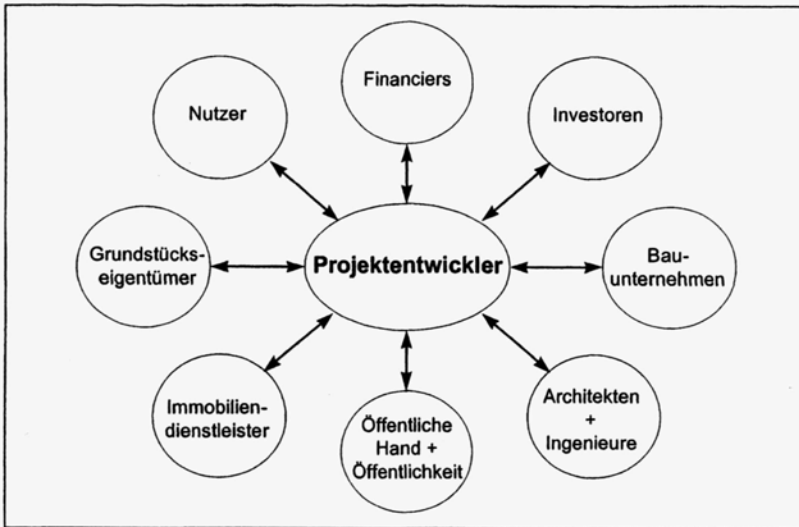 Financiers
Nutzer
Investoren
Grundstücks-
eigentümer
Projektentwickler
Bau-
unternehmen
Immobilien-
dienstleister
Öffentliche
Hand +
Öffentlichkeit
Architekten
+
Ingenieure